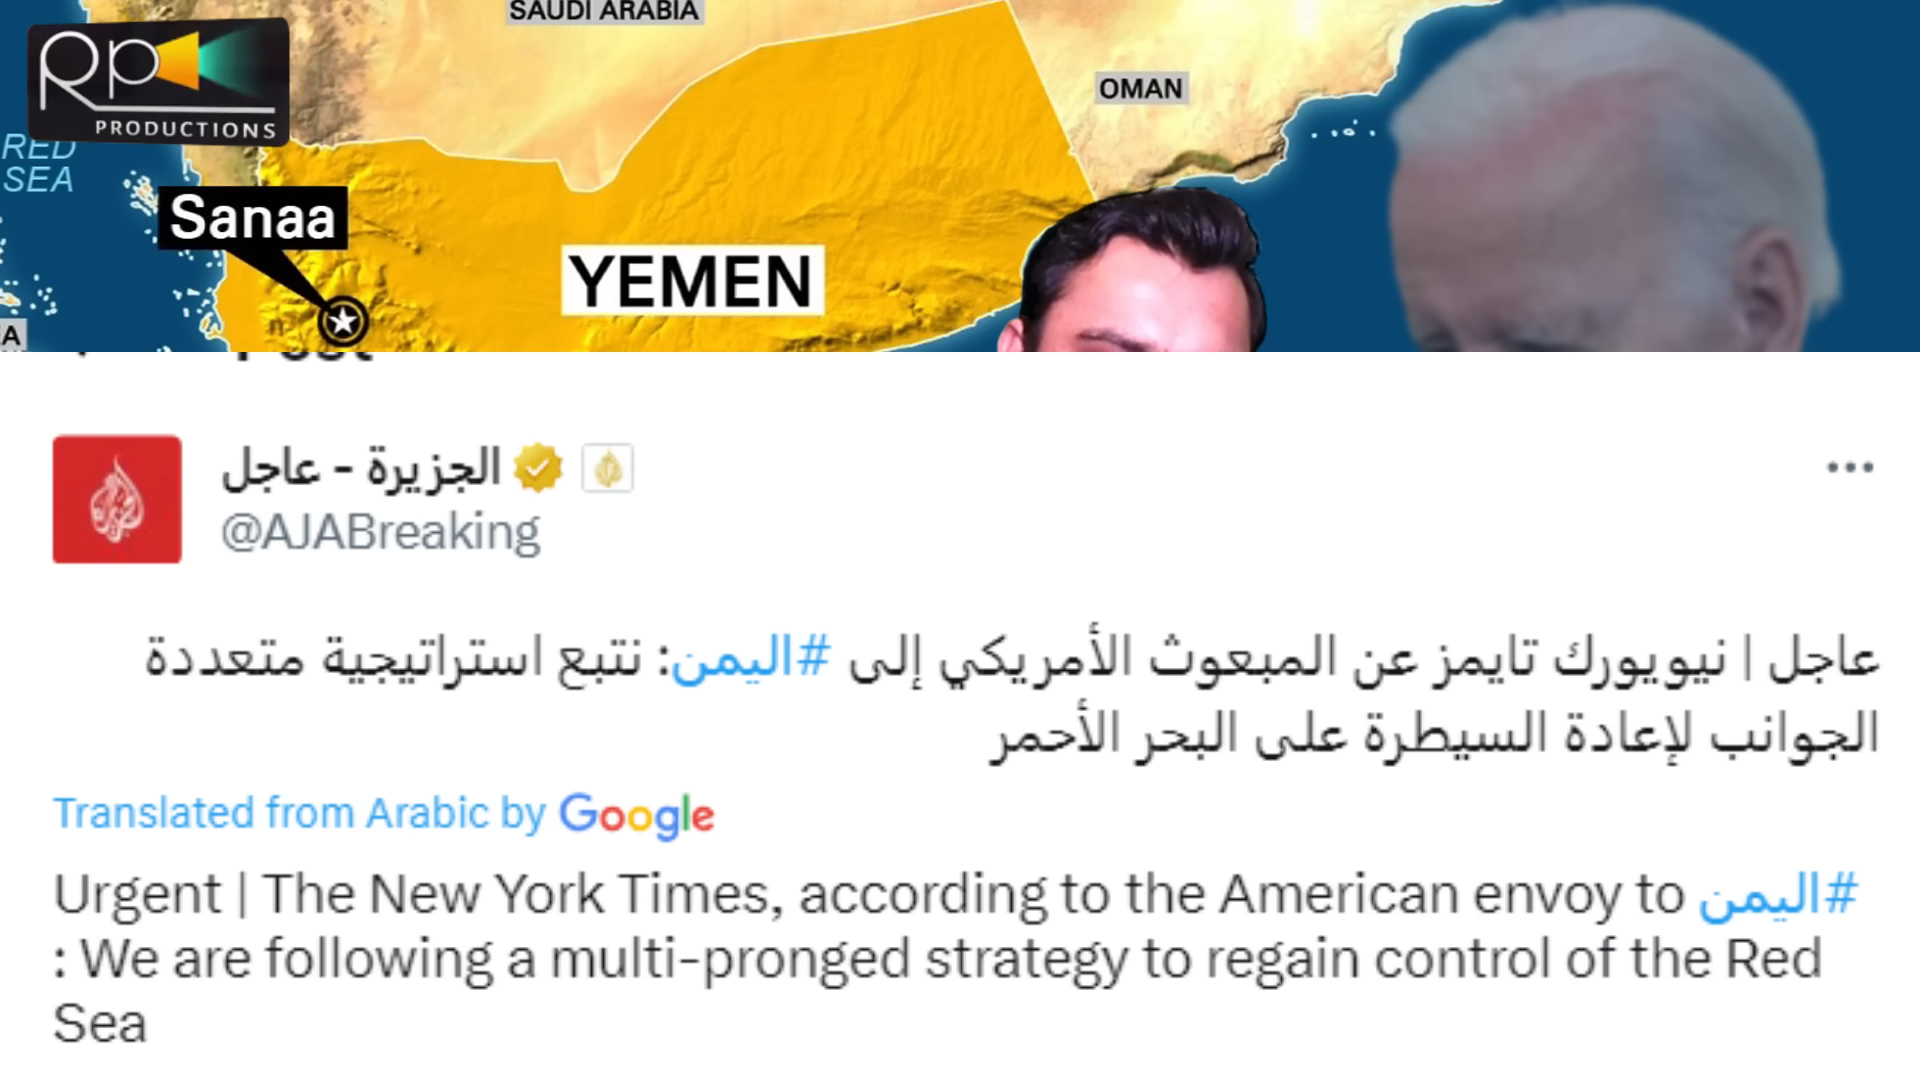 SAUDI ARABIA
RP
PRODUCTIONS
OMAN
RED
SEA
Sanaa
YEMEN
A
Post
الجزيرة - عاجل
@AJABreaking
عاجل | نيويورك تايمز عن المبعوث الأمريكي إلى #اليمن: نتبع استراتيجية متعددة
الجوانب لإعادة السيطرة على البحر الأحمر
Translated from Arabic by Google
Urgent | The New York Times, according to the American envoy to #اليمن
: We are following a multi-pronged strategy to regain control of the Red
Sea